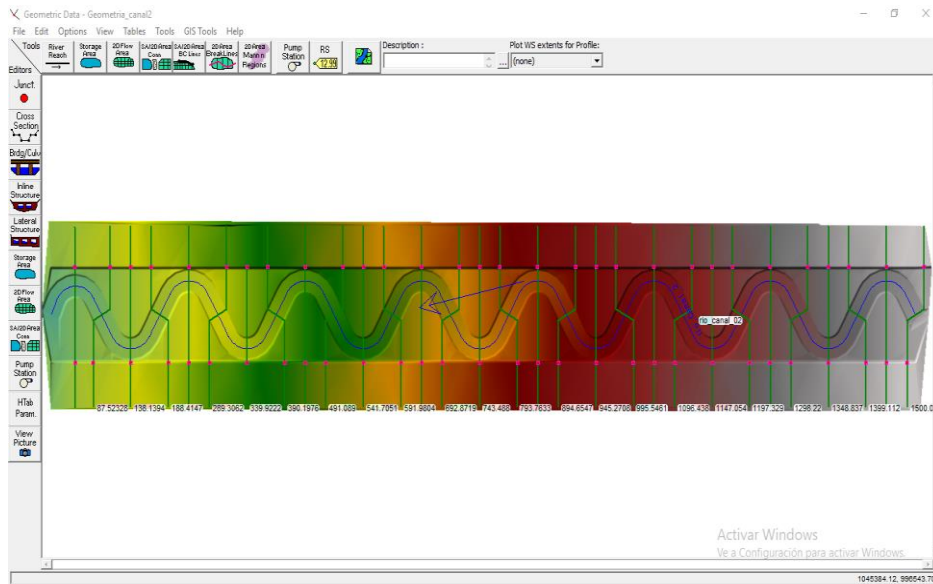 Geometric Data - Geometria_canal2
File Edit Options View Tables Tools GIS Tools Help
Tools
Editors
River
Reach
Storage
Area
2D Flow
Area
SA/2D Area
Conn
SA/2D Area
BC Lines
2D Area
BreakLines
2D Area
Mann n
Regions
Pump
Station
RS
12.99
Description :
...
Plot WS extents for Profile:
(none)
Junct.
Cross
Section
Brdg/Culv
Inline
Structure
Lateral
Structure
Storage
Area
2D Flow
Area
SA/2D Area
Conn
Pump
Station
HTab
Param.
View
Picture
rio_canal_02
87.52328 138.1394 188.4147 289.3062 339.9222 390.1976 491.089 541.7051 591.9804 692.8719 743.488 793.7633 894.6547 945.2708 995.5461 1096.438 1147.054 1197.329 1298.22 1348.837 1399.112 1500.0
Activar Windows
Ve a Configuración para activar Windows.